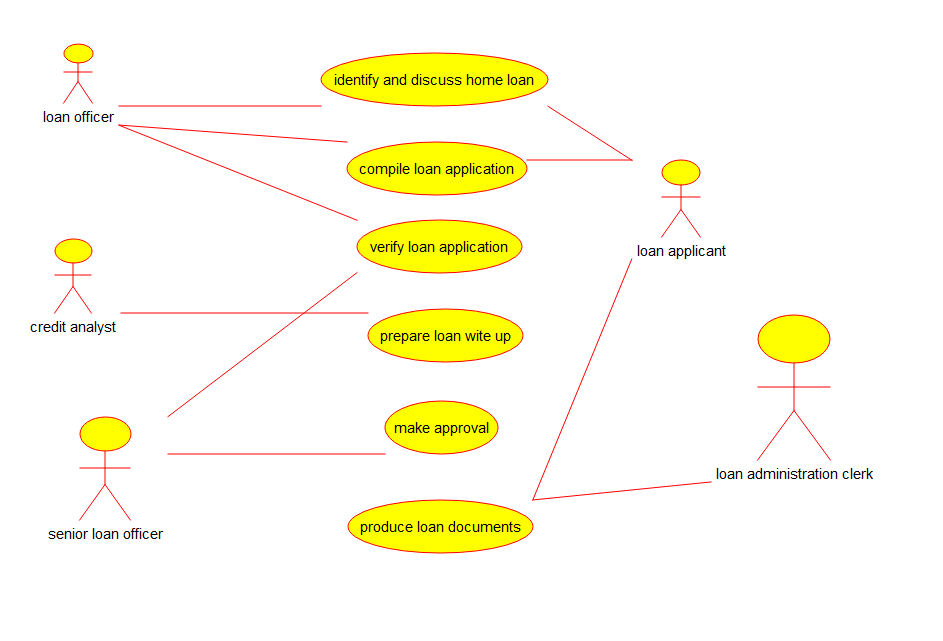 identify and discuss home loan
loan officer
compile loan application
verify loan application
loan applicant
credit analyst
prepare loan wite up
make approval
loan administration clerk
produce loan documents
senior loan officer